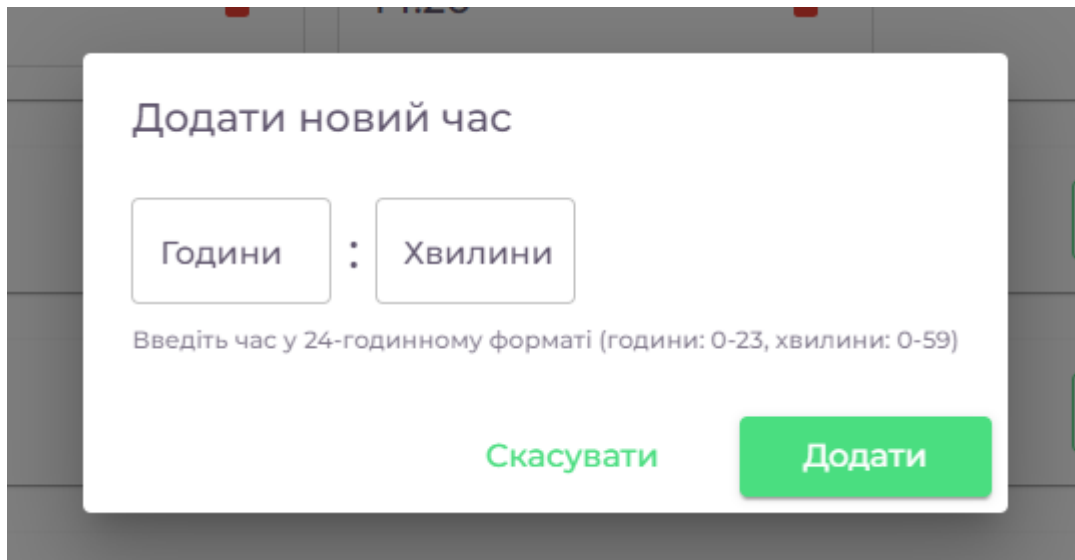 Додати новий час
Години : Хвилини
Введіть час у 24-годинному форматі (години: 0-23, хвилини: 0-59)
Скасувати Додати